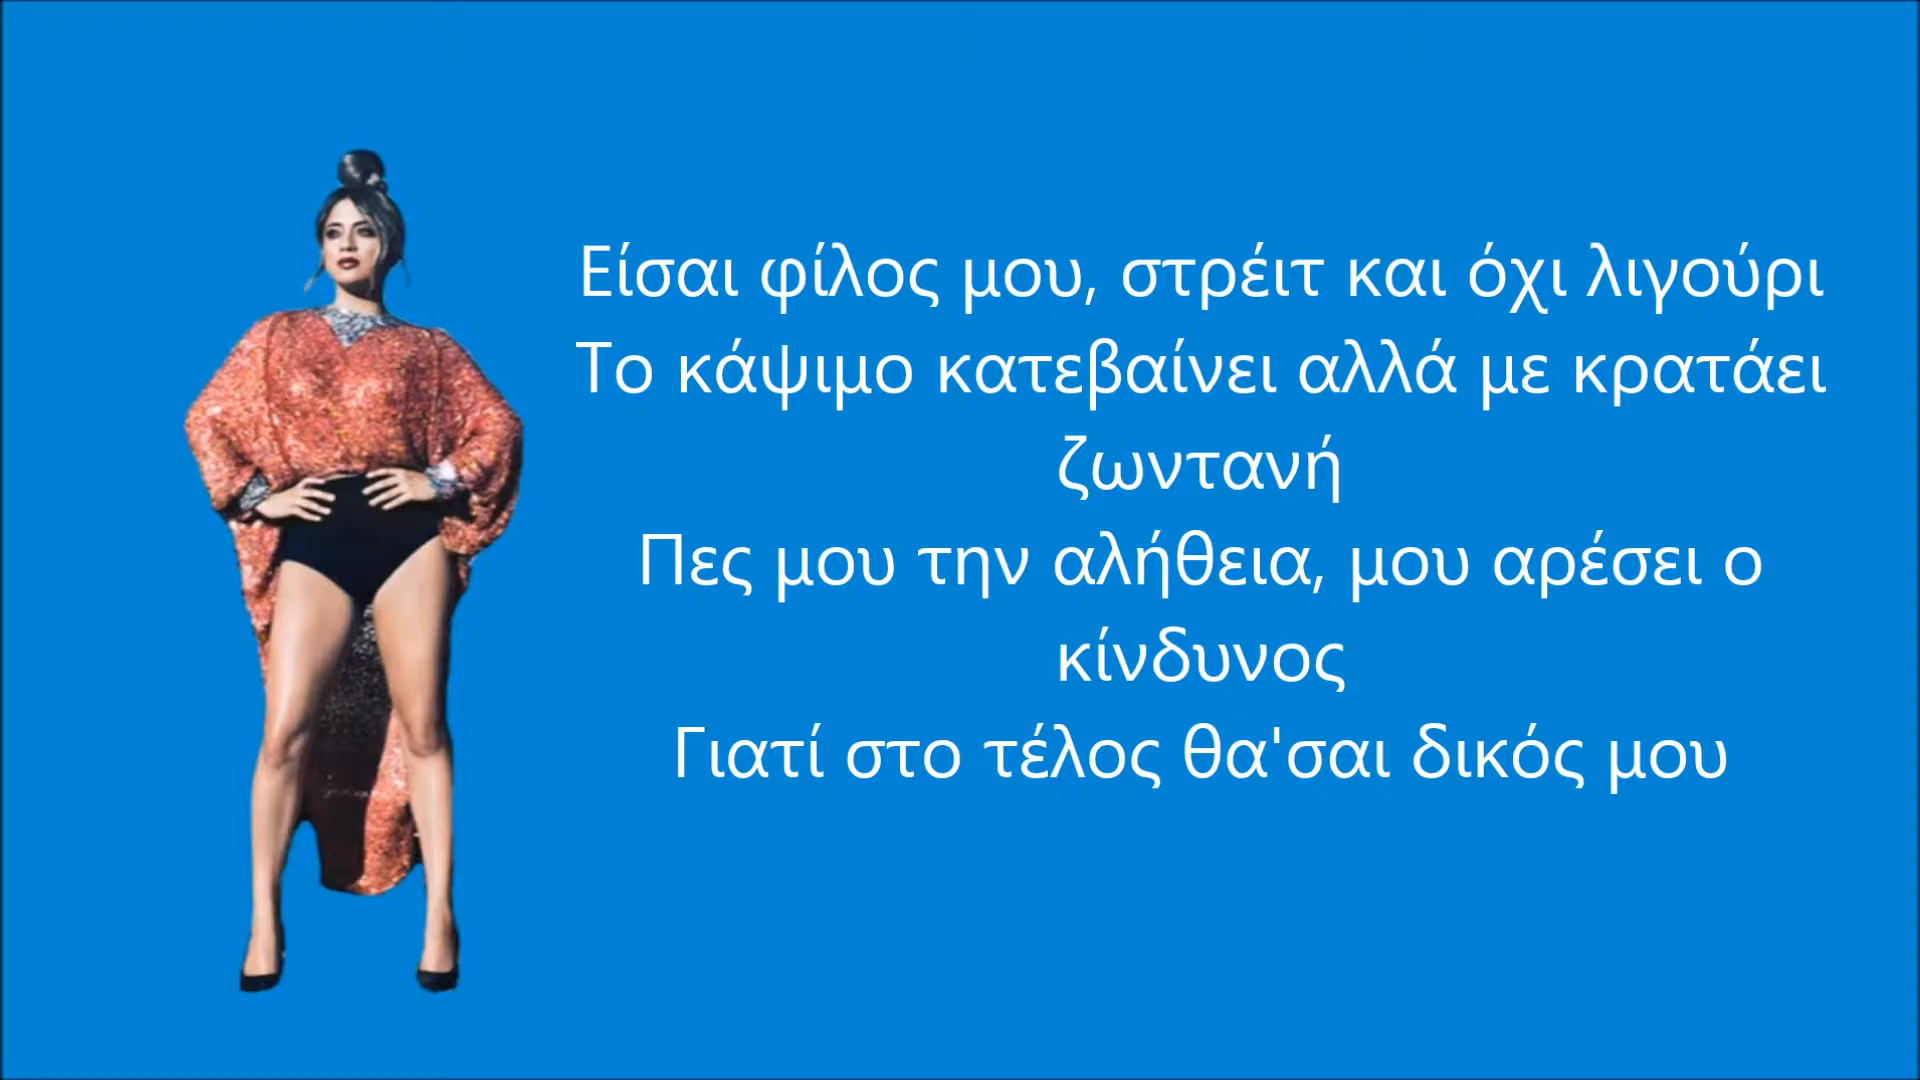 Είσαι φίλος μου, στρέιτ και όχι λιγούρι
Το κάψιμο κατεβαίνει αλλά με κρατάει
ζωντανή
Πες μου την αλήθεια, μου αρέσει ο
κίνδυνος
Γιατί στο τέλος θα'σαι δικός μου